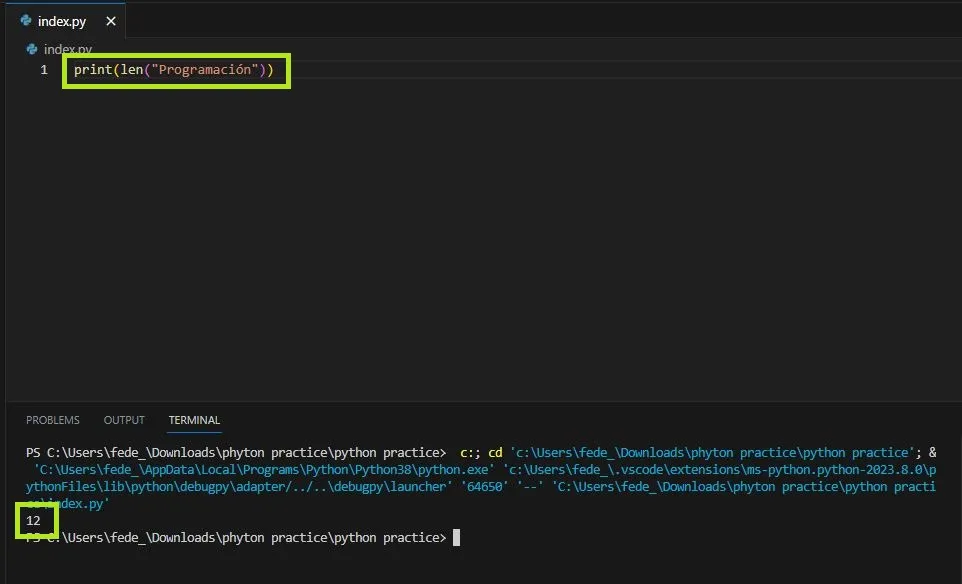 index.py
index.py
1 print(len("Programación"))
PROBLEMS OUTPUT TERMINAL
PS C:\Users\fede_\Downloads\phyton practice\python practice> c:; cd 'c:\Users\fede_\Downloads\phyton practice\python practice'; &
'C:\Users\fede_\AppData\Local\Programs\Python\Python38\python.exe' 'c:\Users\fede_\.vscode\extensions\ms-python.python-2023.8.0\p
ythonFiles\lib\python\debugpy\adapter/../..\debugpy\launcher' '64650' '--' 'C:\Users\fede_\Downloads\phyton practice\python practi
ce\index.py'
12
PS C:\Users\fede_\Downloads\phyton practice\python practice>